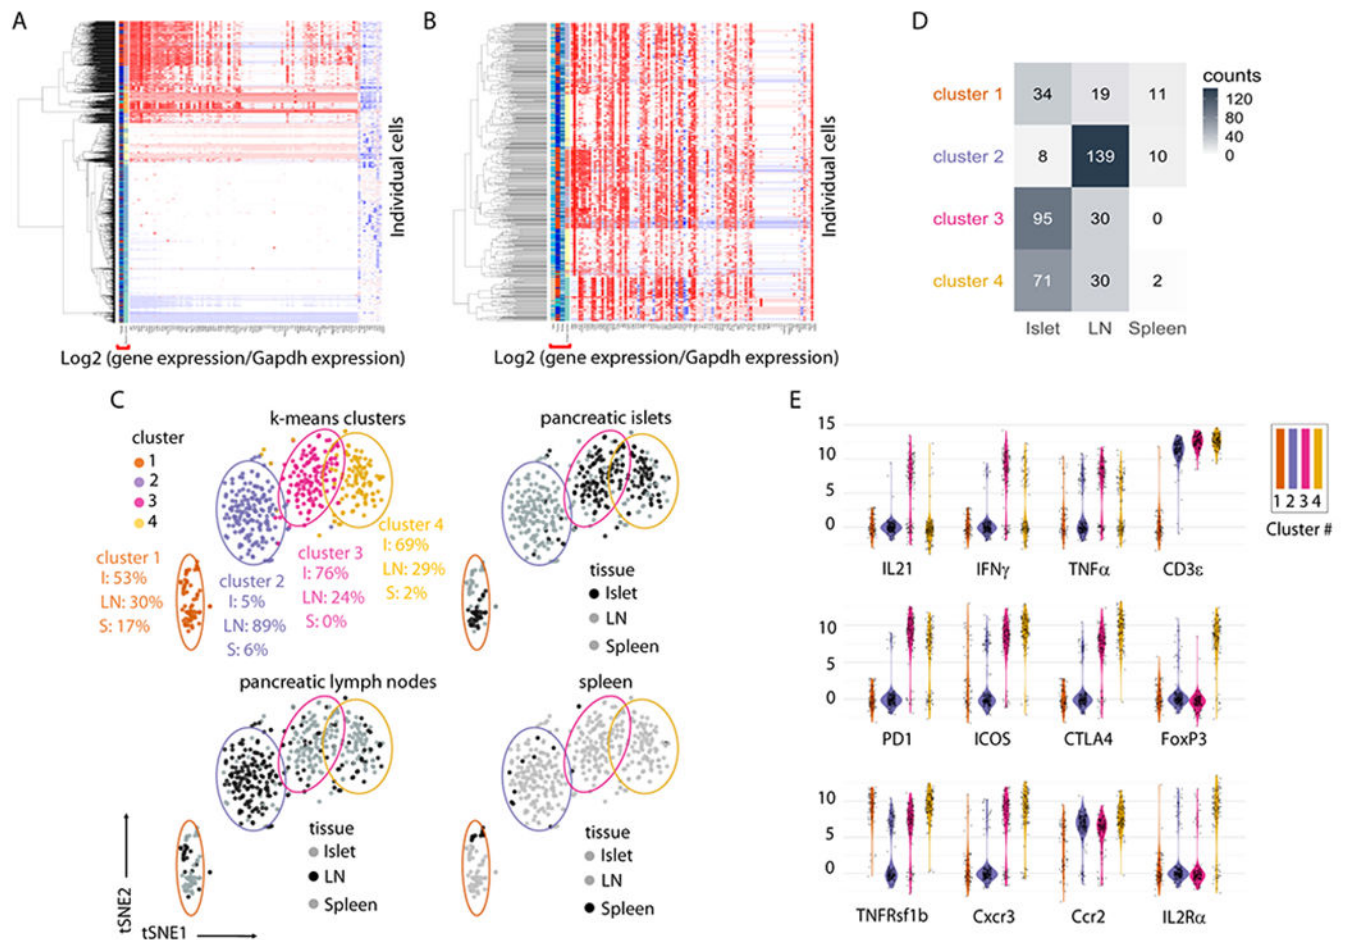 A
Individual cells
Log2 (gene expression/Gapdh expression)
B
Individual cells
Log2 (gene expression/Gapdh expression)
D
cluster 1
34 19 11
cluster 2
8 139 10
cluster 3
95 30 0
cluster 4
71 30 2
Islet LN Spleen
counts
120
80
40
0
C
k-means clusters
cluster
1
2
3
4
cluster 1
I: 53%
LN: 30%
S: 17%
cluster 2
I: 5%
LN: 89%
S: 6%
cluster 3
I: 76%
LN: 24%
S: 0%
cluster 4
I: 69%
LN: 29%
S: 2%
pancreatic islets
tissue
Islet
LN
Spleen
pancreatic lymph nodes
tissue
Islet
LN
Spleen
spleen
tissue
Islet
LN
Spleen
tSNE2
tSNE1
E
15
10
5
0
IL21 IFNγ TNFα CD3ε
10
5
0
PD1 ICOS CTLA4 FoxP3
10
5
0
TNFRsf1b Cxcr3 Ccr2 IL2Rα
1 2 3 4
Cluster #